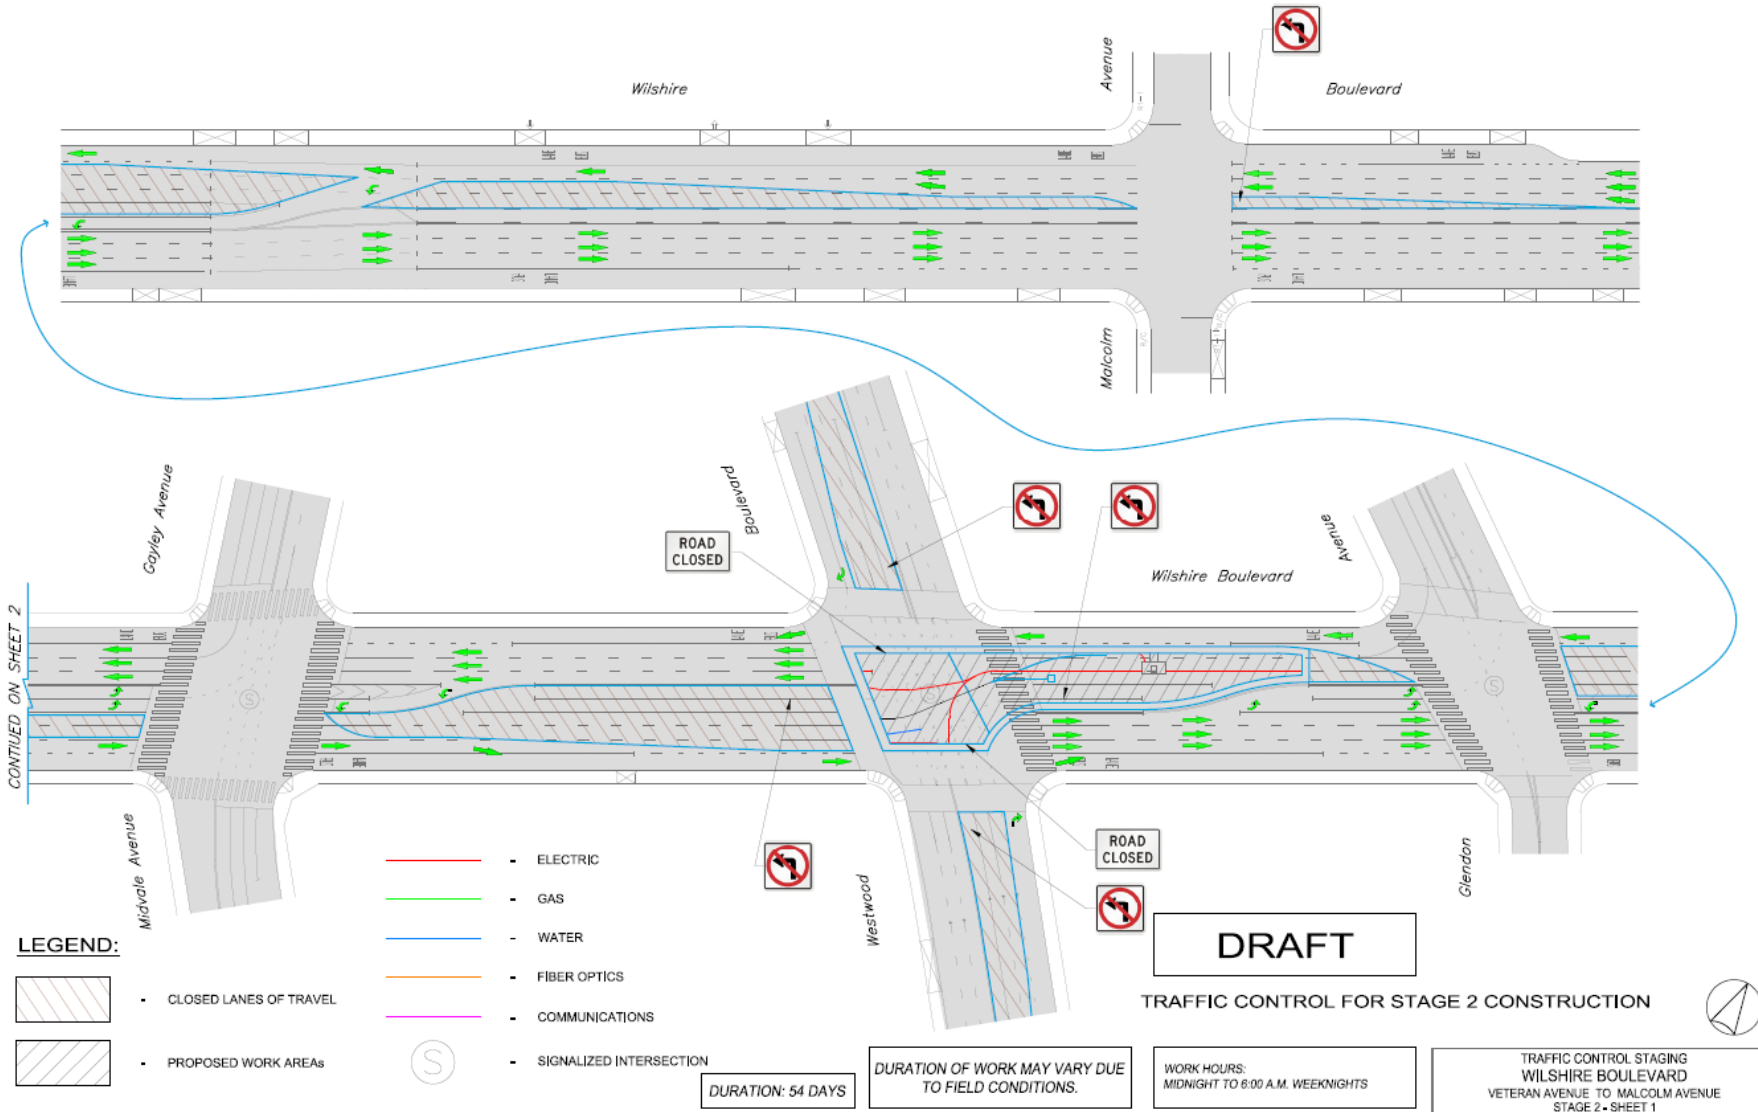 Wilshire
Avenue
Boulevard
Malcolm
Gayley Avenue
Boulevard
ROAD
CLOSED
Wilshire Boulevard
Avenue
CONTIUED ON SHEET 2
S
S
S
Midvale Avenue
Westwood
ROAD
CLOSED
Glendon
LEGEND:
- CLOSED LANES OF TRAVEL
- PROPOSED WORK AREAs
- ELECTRIC
- GAS
- WATER
- FIBER OPTICS
- COMMUNICATIONS
S - SIGNALIZED INTERSECTION
DURATION: 54 DAYS
DURATION OF WORK MAY VARY DUE
TO FIELD CONDITIONS.
DRAFT
TRAFFIC CONTROL FOR STAGE 2 CONSTRUCTION
WORK HOURS:
MIDNIGHT TO 6:00 A.M. WEEKNIGHTS
TRAFFIC CONTROL STAGING
WILSHIRE BOULEVARD
VETERAN AVENUE TO MALCOLM AVENUE
STAGE 2 - SHEET 1